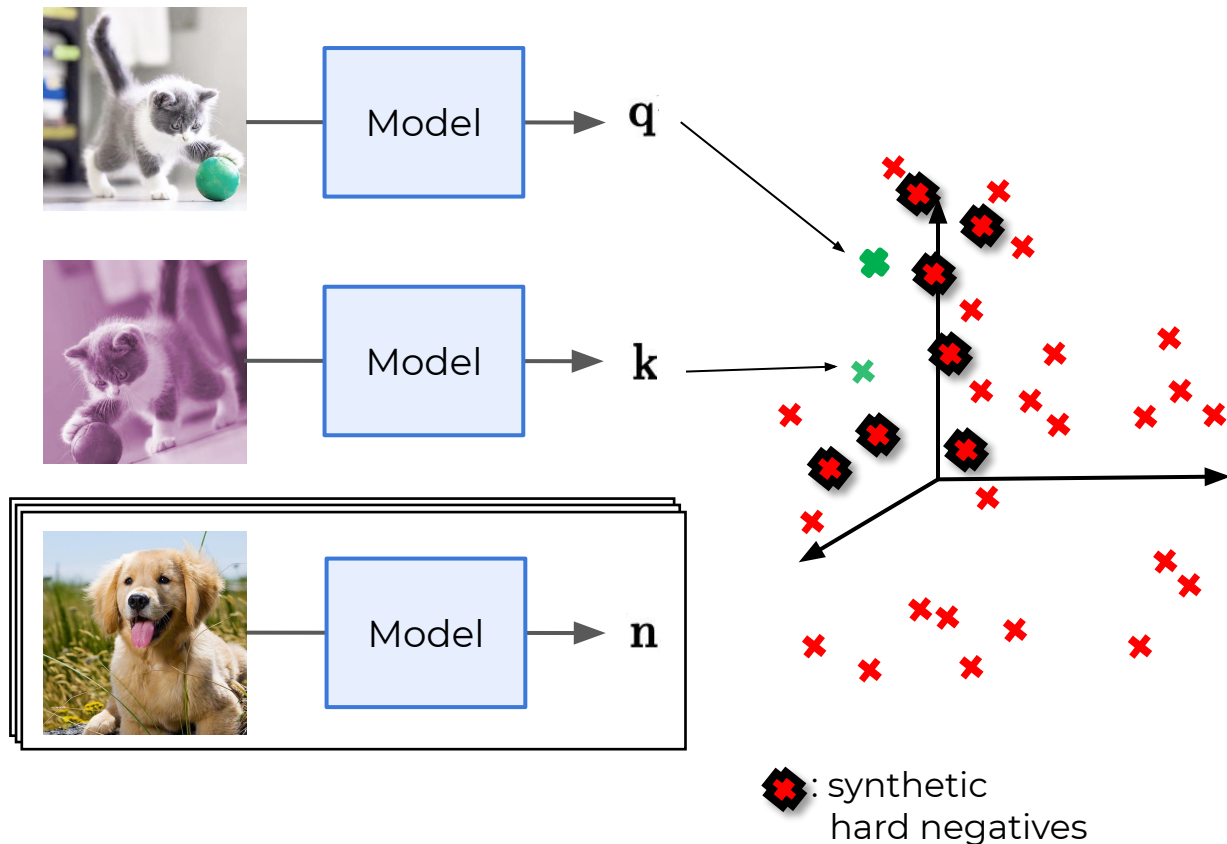 Model
q
Model
k
Model
n
: synthetic
hard negatives